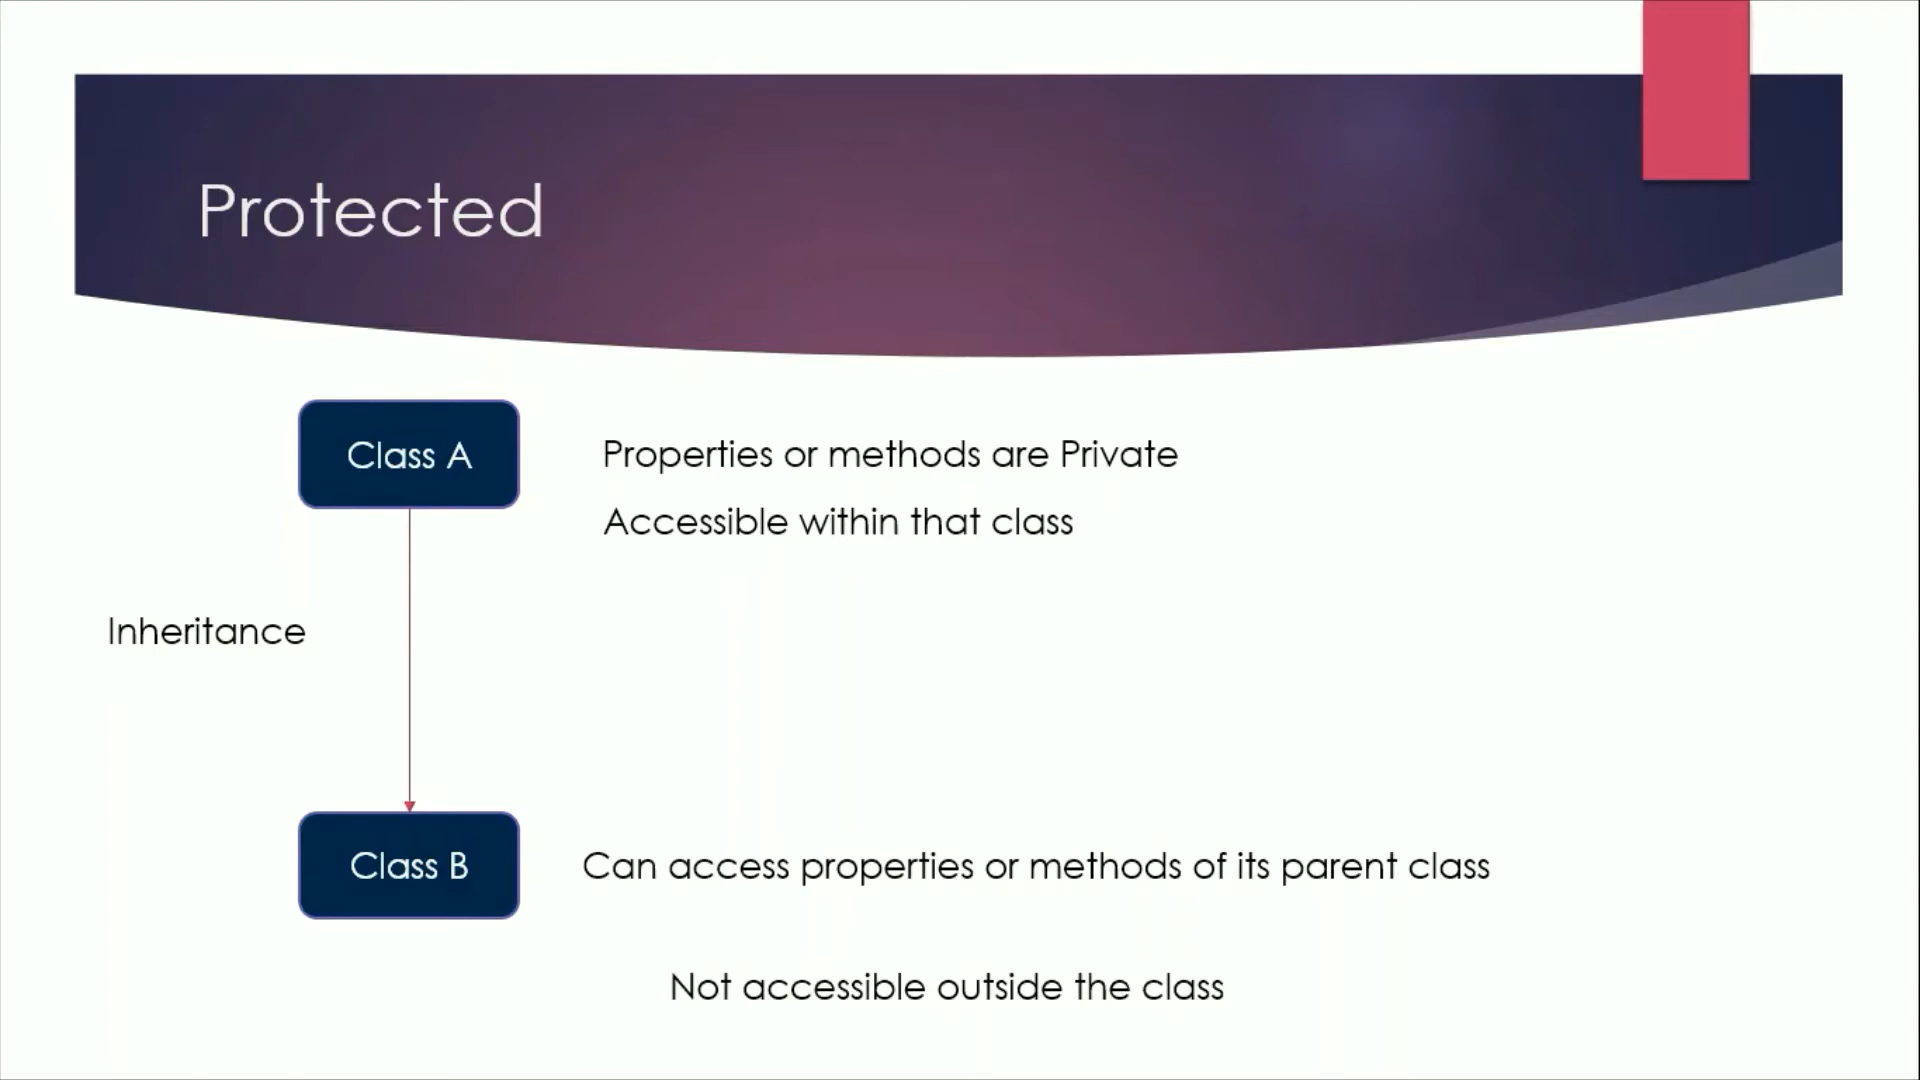 Protected
Class A
Properties or methods are Private
Accessible within that class
Inheritance
Class B
Can access properties or methods of its parent class
Not accessible outside the class